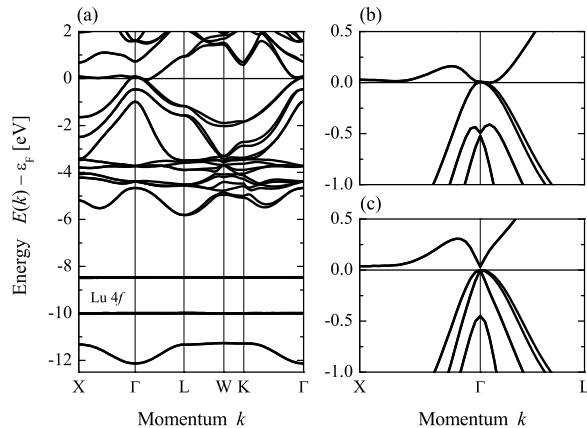 (a)
2
0
-2
-4
-6
-8
-10
-12
Energy E(k) – εF [eV]
Lu 4f
X Γ L W K Γ
Momentum k
(b)
0.5
0.0
-0.5
-1.0
(c)
0.5
0.0
-0.5
-1.0
X Γ L
Momentum k